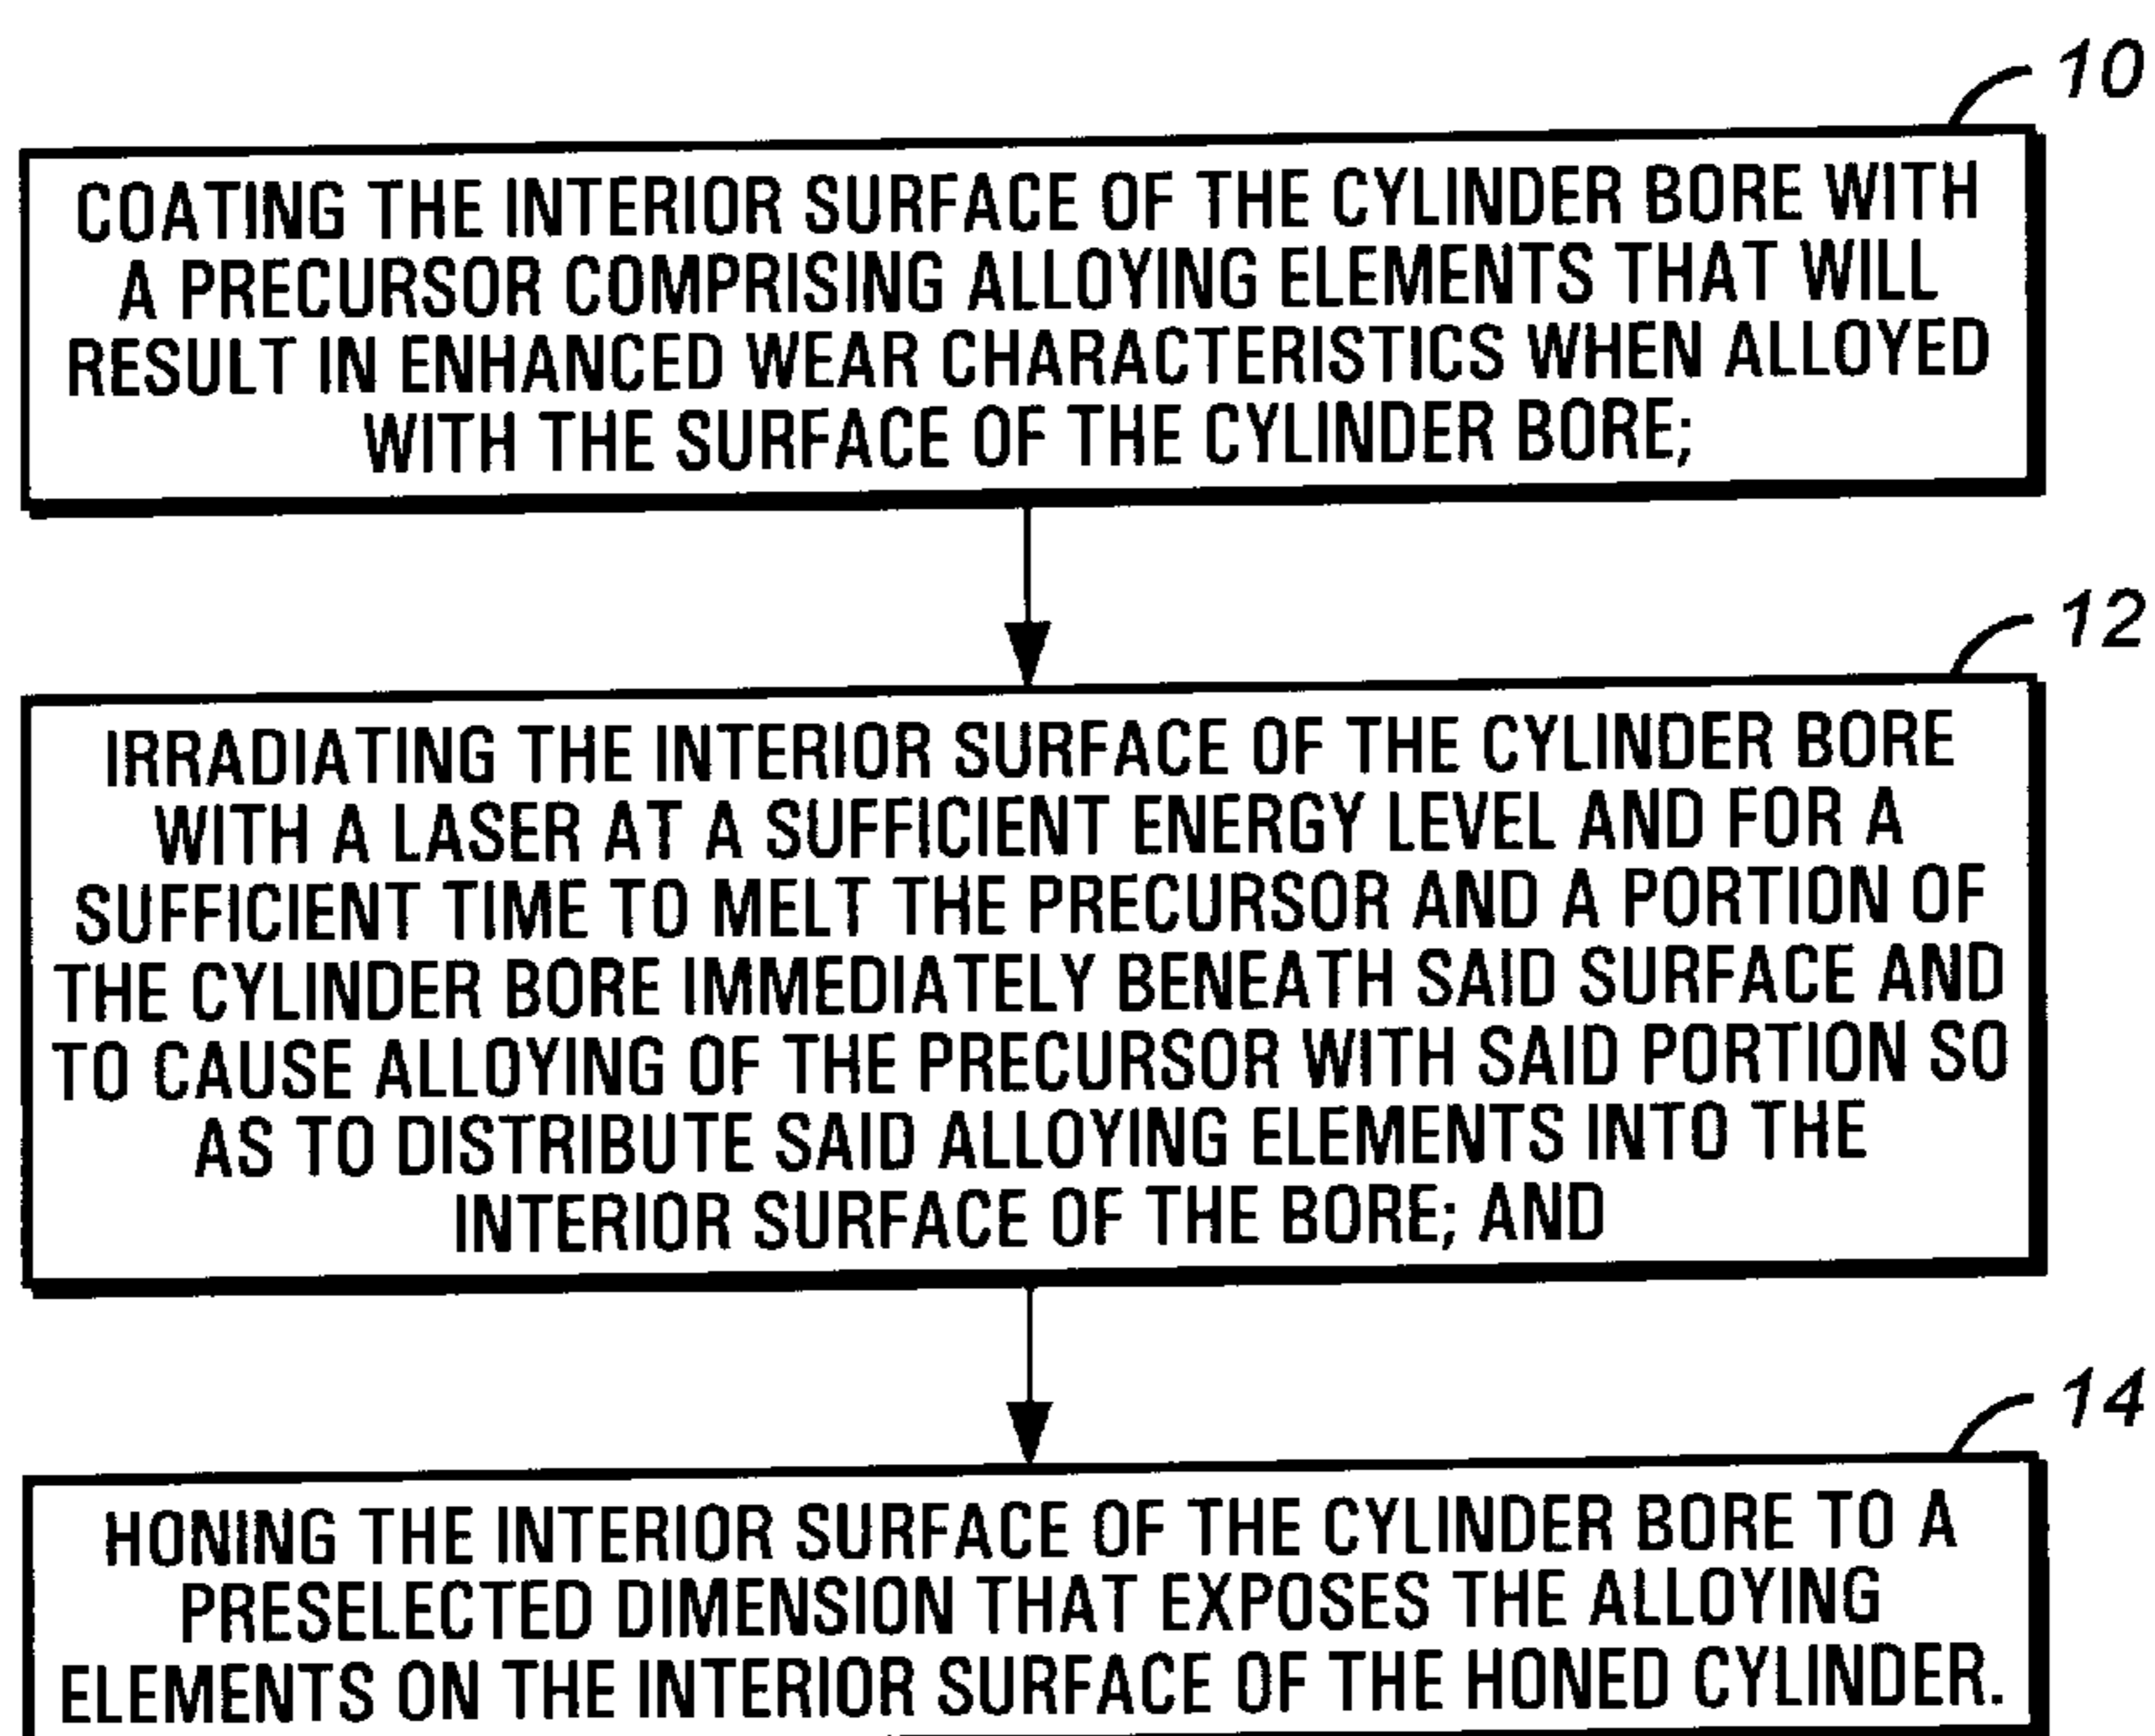 10
COATING THE INTERIOR SURFACE OF THE CYLINDER BORE WITH
A PRECURSOR COMPRISING ALLOYING ELEMENTS THAT WILL
RESULT IN ENHANCED WEAR CHARACTERISTICS WHEN ALLOYED
WITH THE SURFACE OF THE CYLINDER BORE;
12
IRRADIATING THE INTERIOR SURFACE OF THE CYLINDER BORE
WITH A LASER AT A SUFFICIENT ENERGY LEVEL AND FOR A
SUFFICIENT TIME TO MELT THE PRECURSOR AND A PORTION OF
THE CYLINDER BORE IMMEDIATELY BENEATH SAID SURFACE AND
TO CAUSE ALLOYING OF THE PRECURSOR WITH SAID PORTION SO
AS TO DISTRIBUTE SAID ALLOYING ELEMENTS INTO THE
INTERIOR SURFACE OF THE BORE; AND
14
HONING THE INTERIOR SURFACE OF THE CYLINDER BORE TO A
PRESELECTED DIMENSION THAT EXPOSES THE ALLOYING
ELEMENTS ON THE INTERIOR SURFACE OF THE HONED CYLINDER.